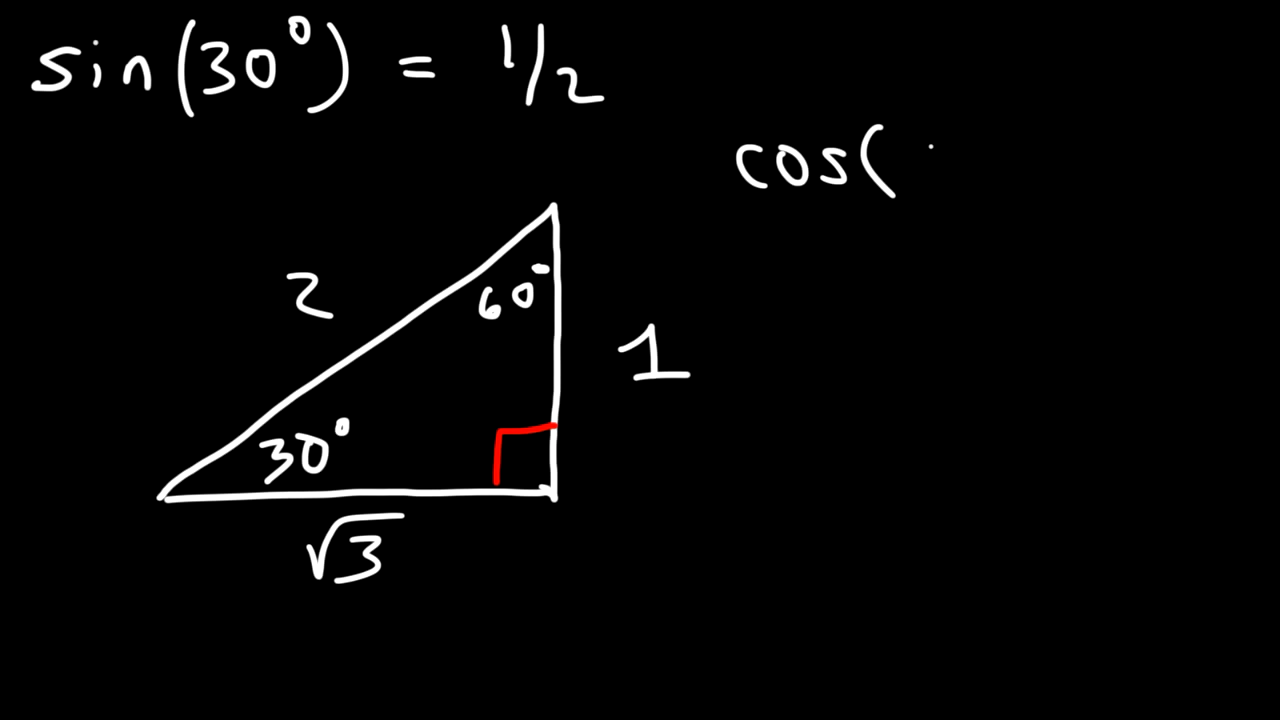 sin(30°) = 1/2
cos(
2
60°
1
30°
√3